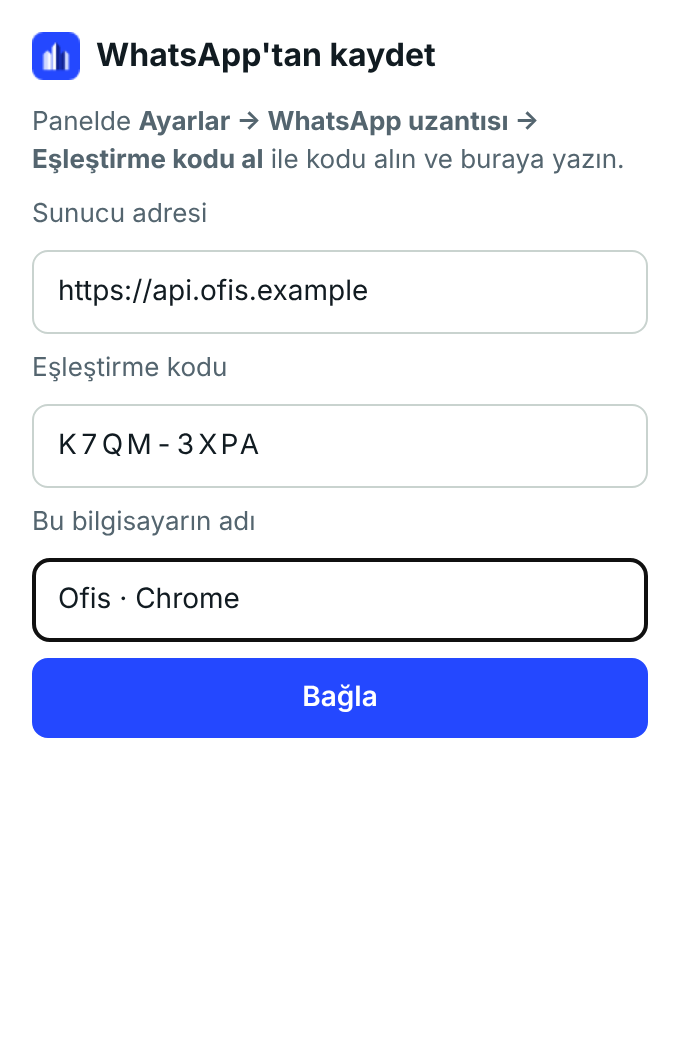 WhatsApp'tan kaydet
Panelde Ayarlar → WhatsApp uzantısı →
Eşleştirme kodu al ile kodu alın ve buraya yazın.
Sunucu adresi
https://api.ofis.example
Eşleştirme kodu
K7QM-3XPA
Bu bilgisayarın adı
Ofis · Chrome
Bağla